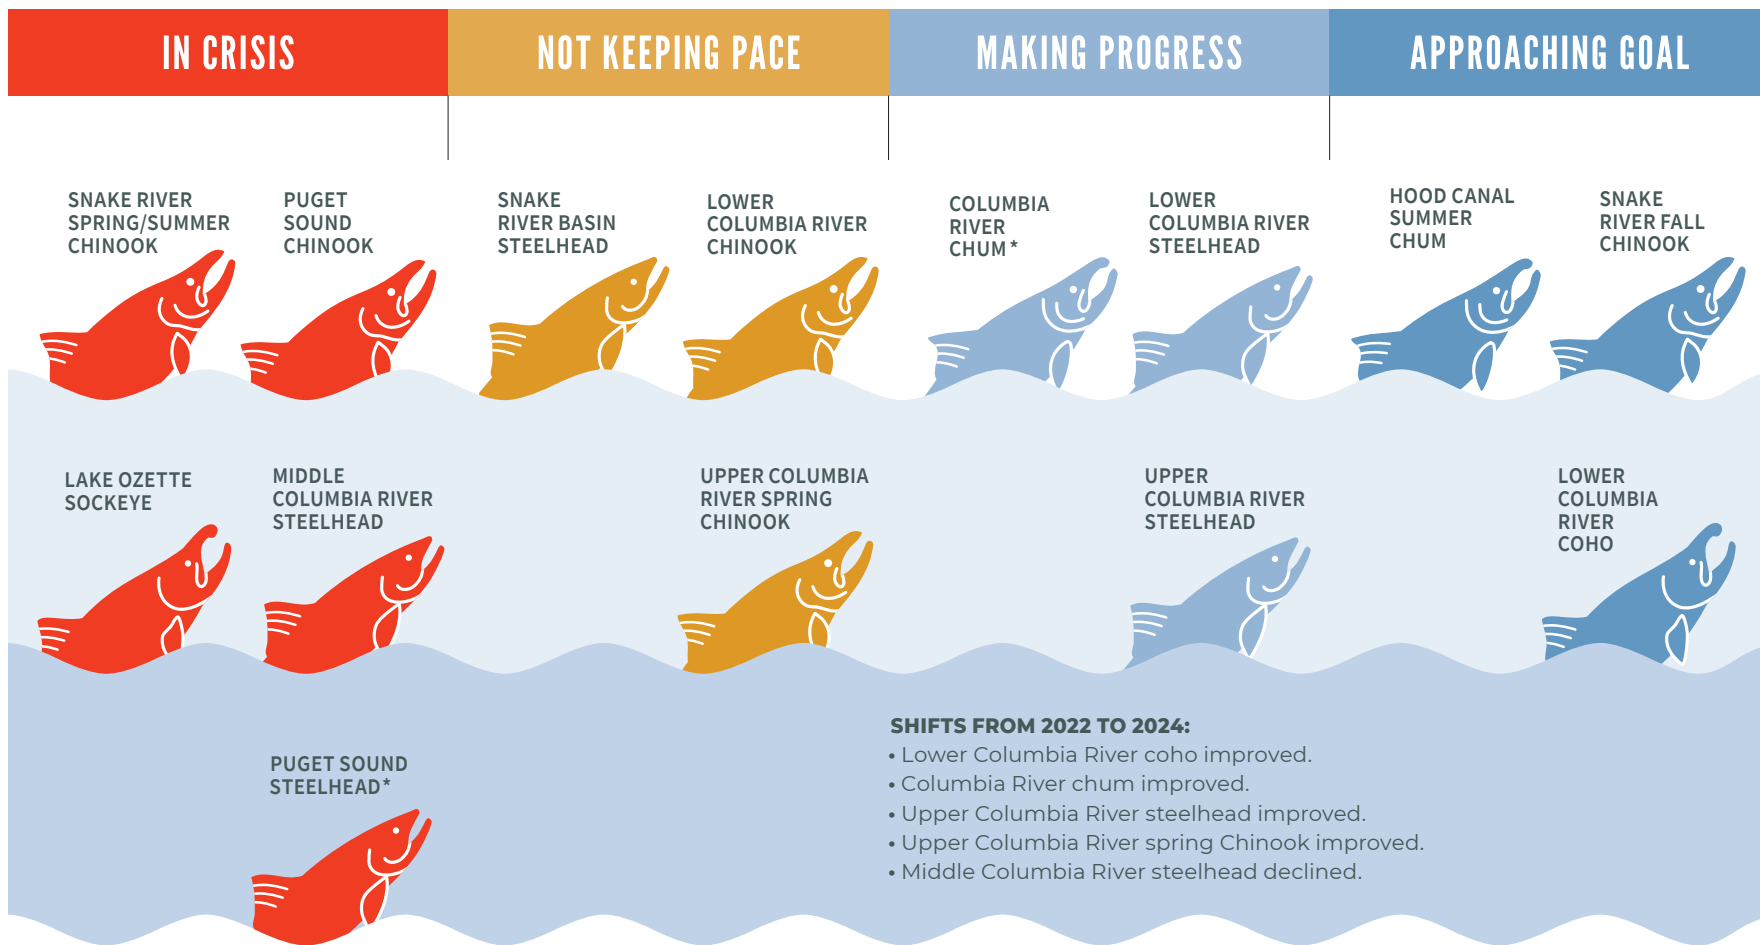 IN CRISIS
NOT KEEPING PACE
MAKING PROGRESS
APPROACHING GOAL
SNAKE RIVER
SPRING/SUMMER
CHINOOK
PUGET
SOUND
CHINOOK
SNAKE
RIVER BASIN
STEELHEAD
LOWER
COLUMBIA RIVER
CHINOOK
COLUMBIA
RIVER
CHUM*
LOWER
COLUMBIA RIVER
STEELHEAD
HOOD CANAL
SUMMER
CHUM
SNAKE
RIVER FALL
CHINOOK
LAKE OZETTE
SOCKEYE
MIDDLE
COLUMBIA RIVER
STEELHEAD
UPPER COLUMBIA
RIVER SPRING
CHINOOK
UPPER
COLUMBIA RIVER
STEELHEAD
LOWER
COLUMBIA
RIVER
COHO
PUGET SOUND
STEELHEAD*
SHIFTS FROM 2022 TO 2024:
• Lower Columbia River coho improved.
• Columbia River chum improved.
• Upper Columbia River steelhead improved.
• Upper Columbia River spring Chinook improved.
• Middle Columbia River steelhead declined.